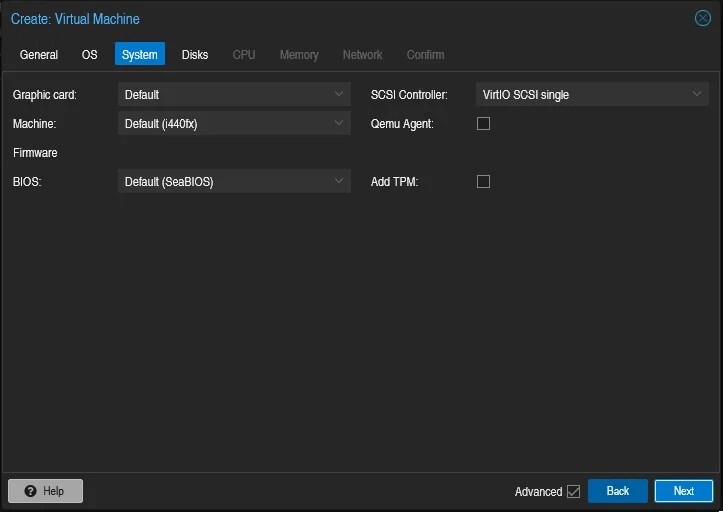 Create: Virtual Machine
General OS System Disks CPU Memory Network Confirm
Graphic card: Default SCSI Controller: VirtIO SCSI single
Machine: Default (i440fx) Qemu Agent:
Firmware
BIOS: Default (SeaBIOS) Add TPM:
Help Advanced Back Next